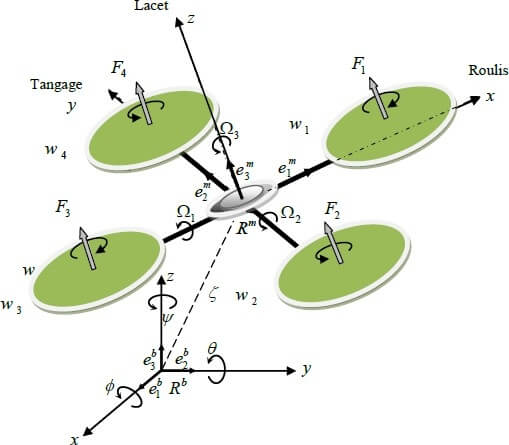 Lacet
z
F₄
F₁
Roulis
Tangage
x
y
Ω₃
w₁
w₄
e₃ᵐ
e₁ᵐ
e₂ᵐ
F₃
Ω₁
Ω₂
F₂
Rᵐ
w
z
ζ
w₂
w₃
ψ
e₃ᵇ
e₂ᵇ
θ
y
ϕ
e₁ᵇ
Rᵇ
x